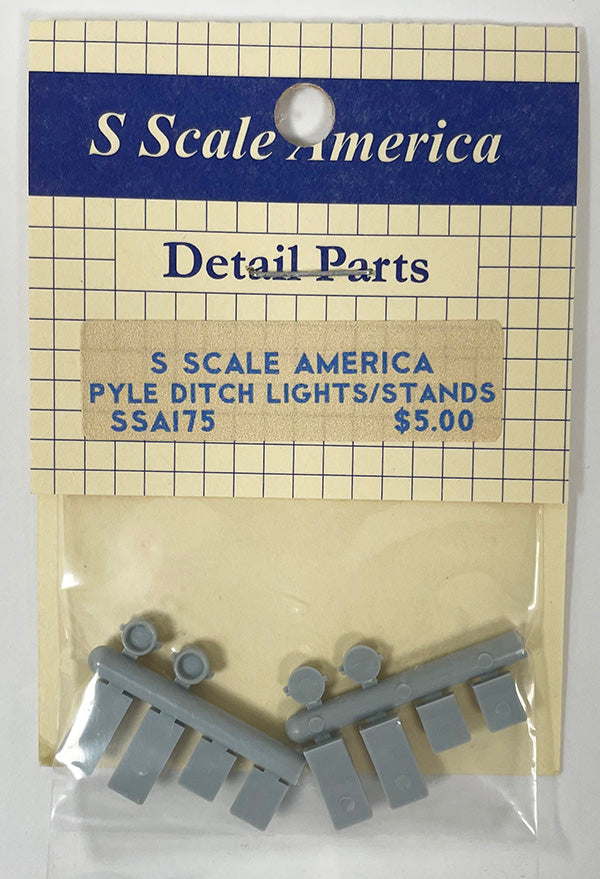 S Scale America
Detail Parts
S SCALE AMERICA
PYLE DITCH LIGHTS/STANDS
SSA175 $5.00